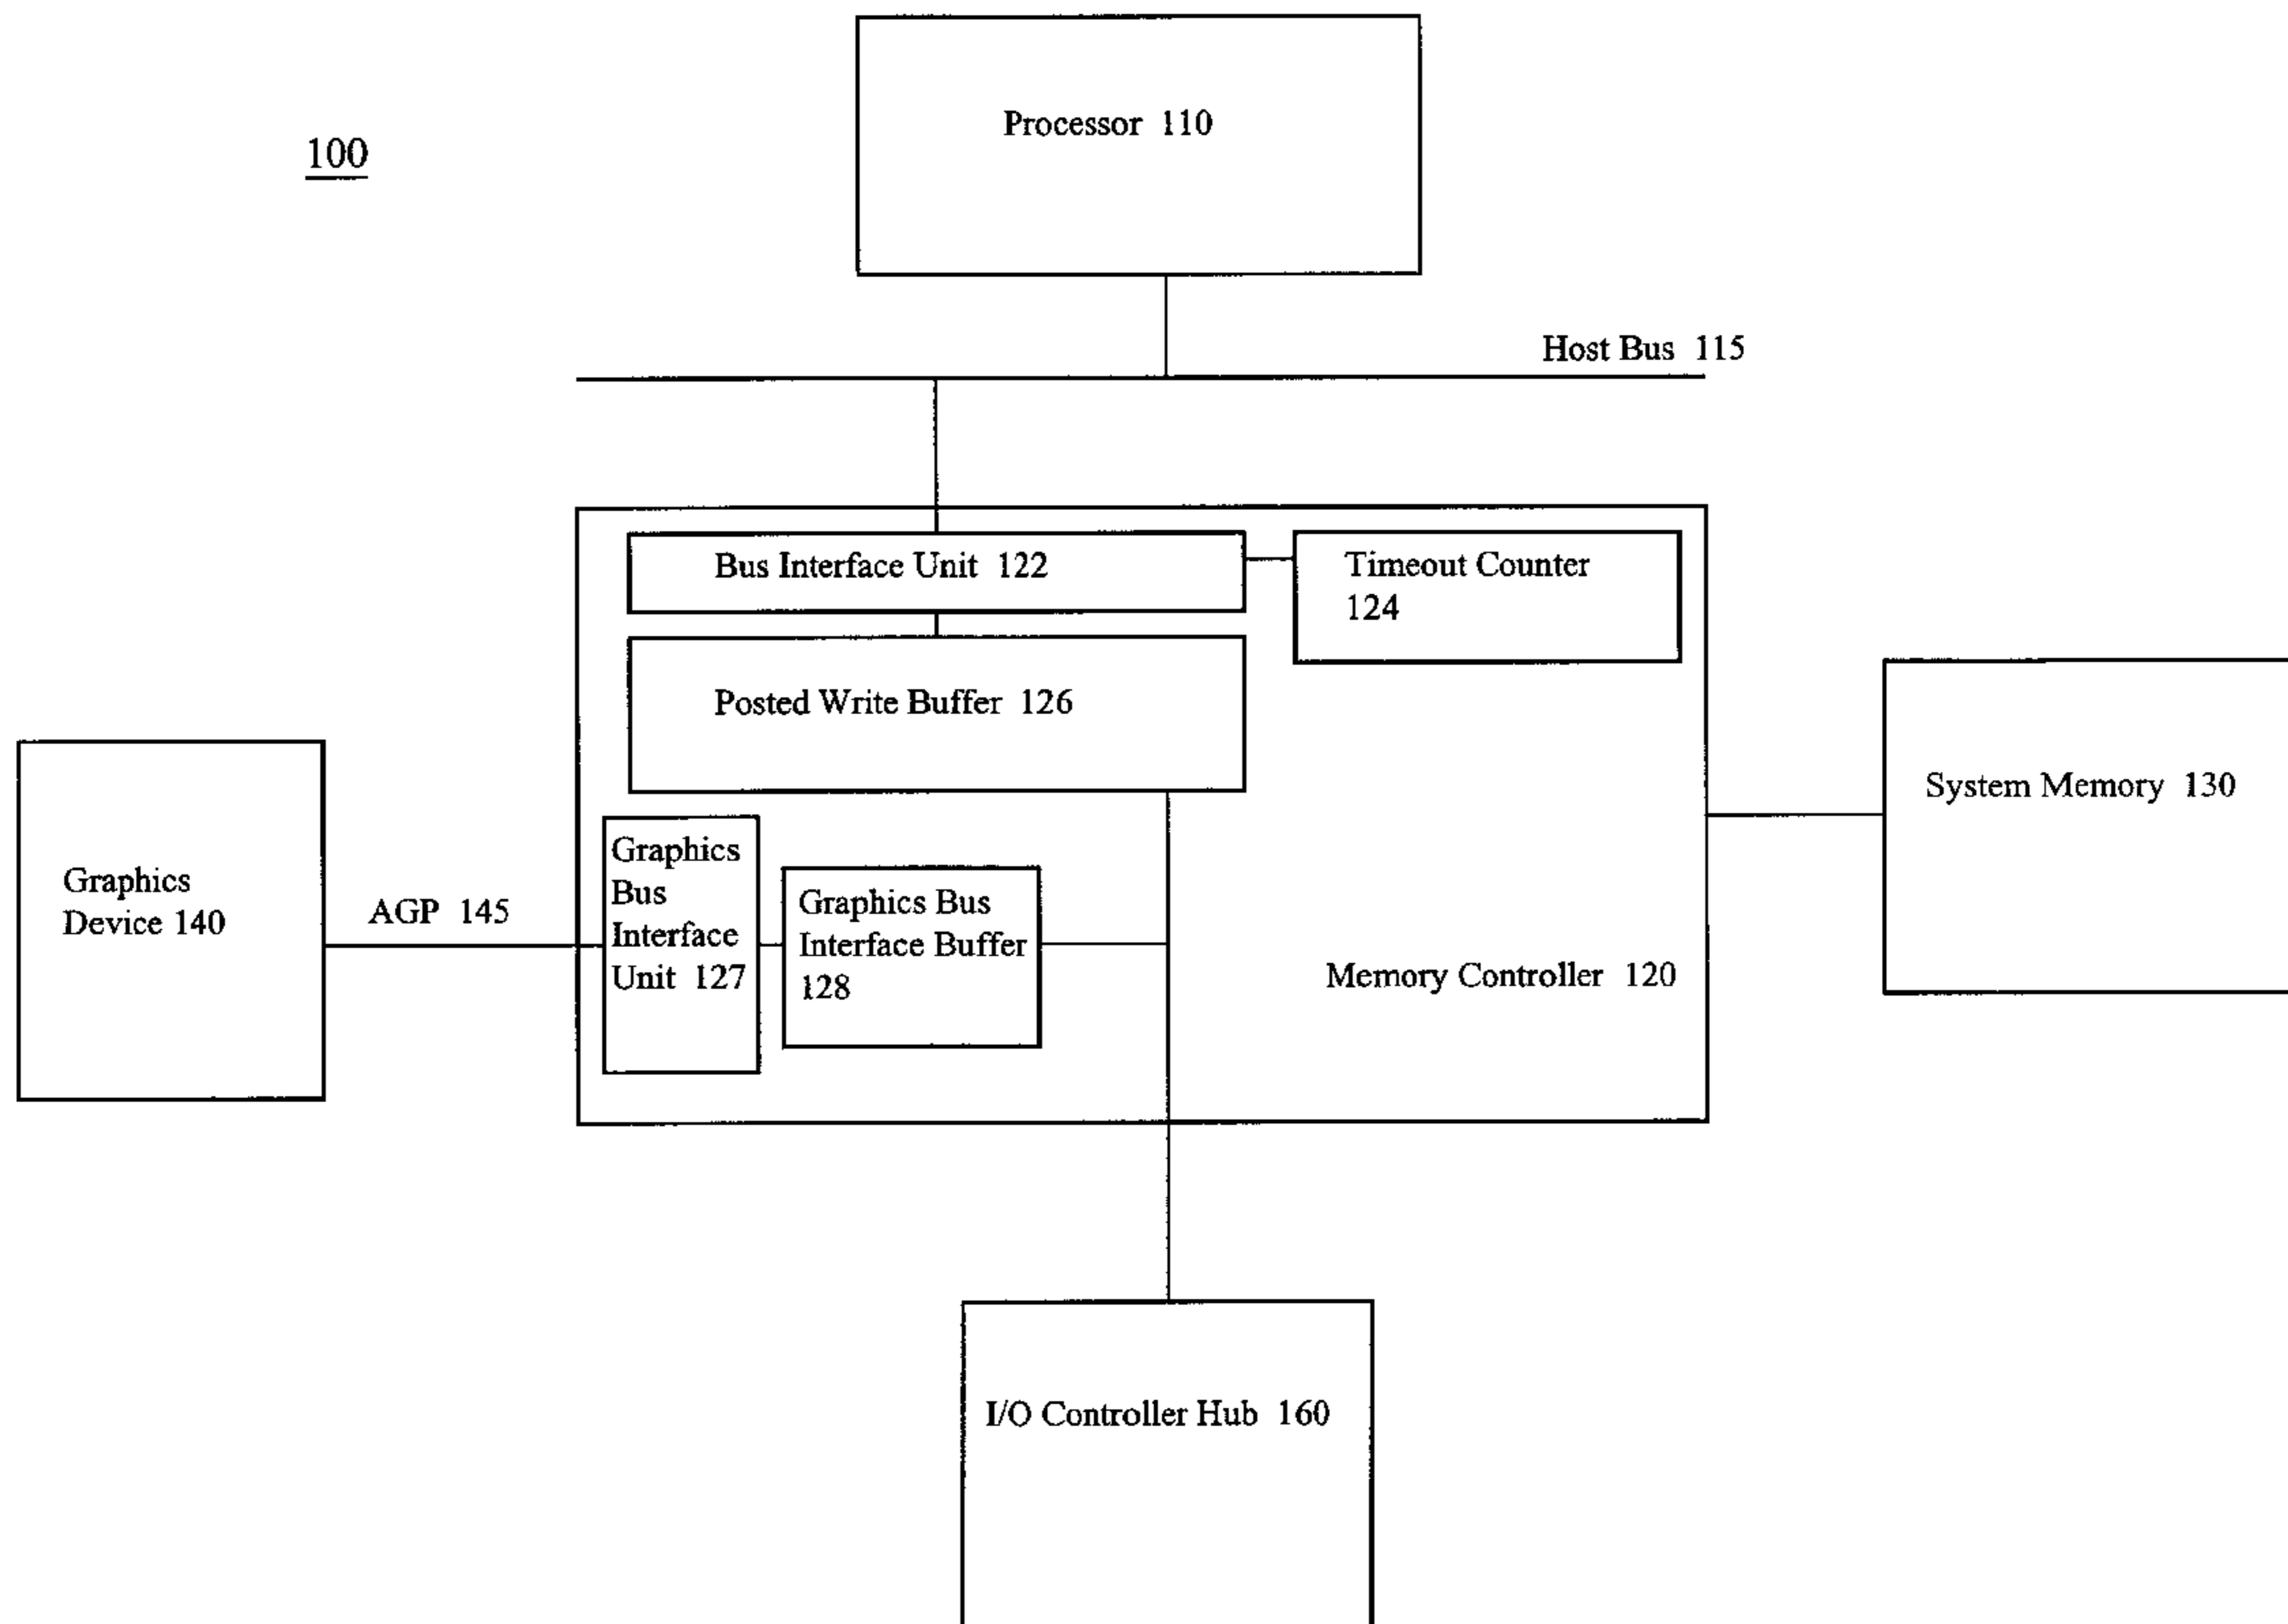 Processor 110
100
Host Bus 115
Bus Interface Unit 122
Timeout Counter
124
Posted Write Buffer 126
System Memory 130
Graphics
Device 140
AGP 145
Graphics
Bus
Interface
Unit 127
Graphics Bus
Interface Buffer
128
Memory Controller 120
I/O Controller Hub 160